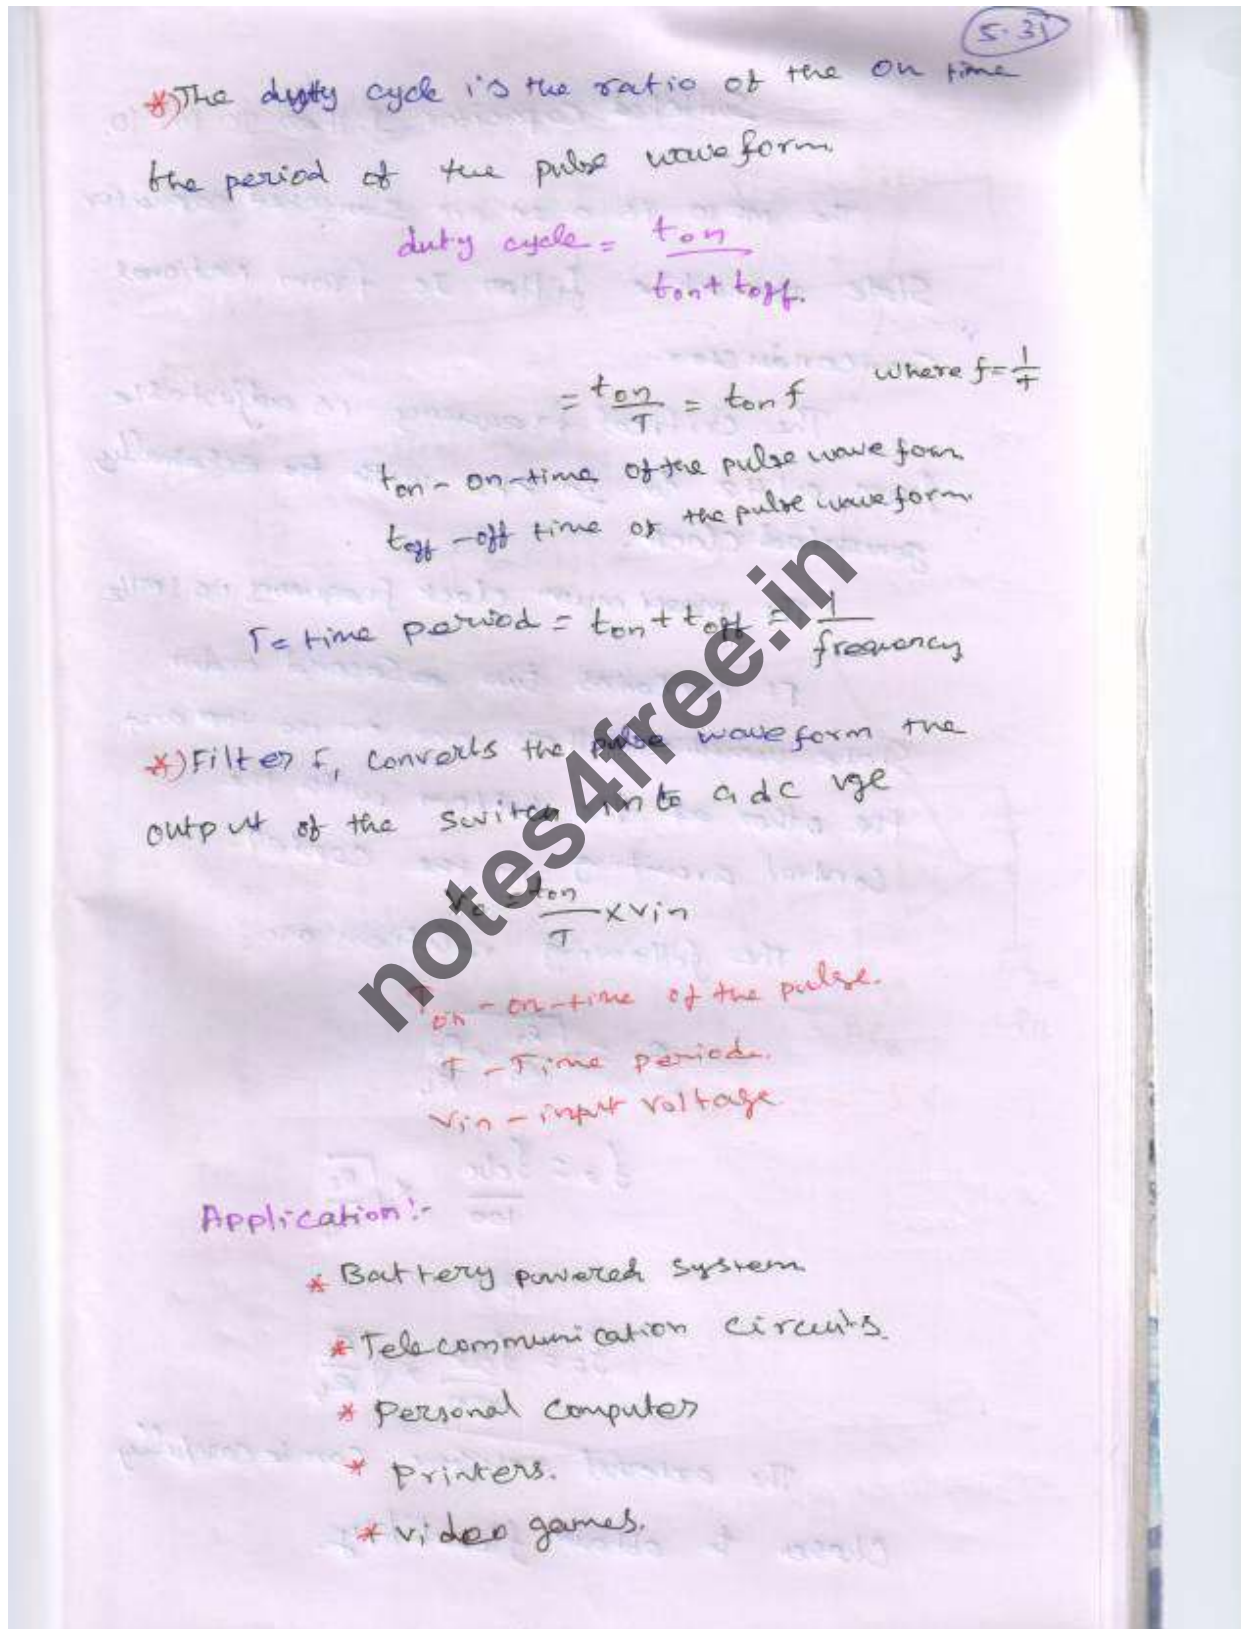 5.31
*) The duty cycle is the ratio of the on time
the period of the pulse waveform.
duty cycle = ton / ton + toff.
= ton / T = ton f where f = 1/T
ton - on-time of the pulse wave form
toff - off time of the pulse waveform.
T = time period = ton + toff = 1 / frequency
*) Filter F1 converts the pulse waveform the
output of the switch into a dc vge
Vo = ton / T x Vin
Ton - on-time of the pulse.
T - Time period.
Vin - input voltage
Application:-
* Battery powered system
* Telecommunication circuits.
* Personal computer
* Printers.
* Video games.
notes4free.in